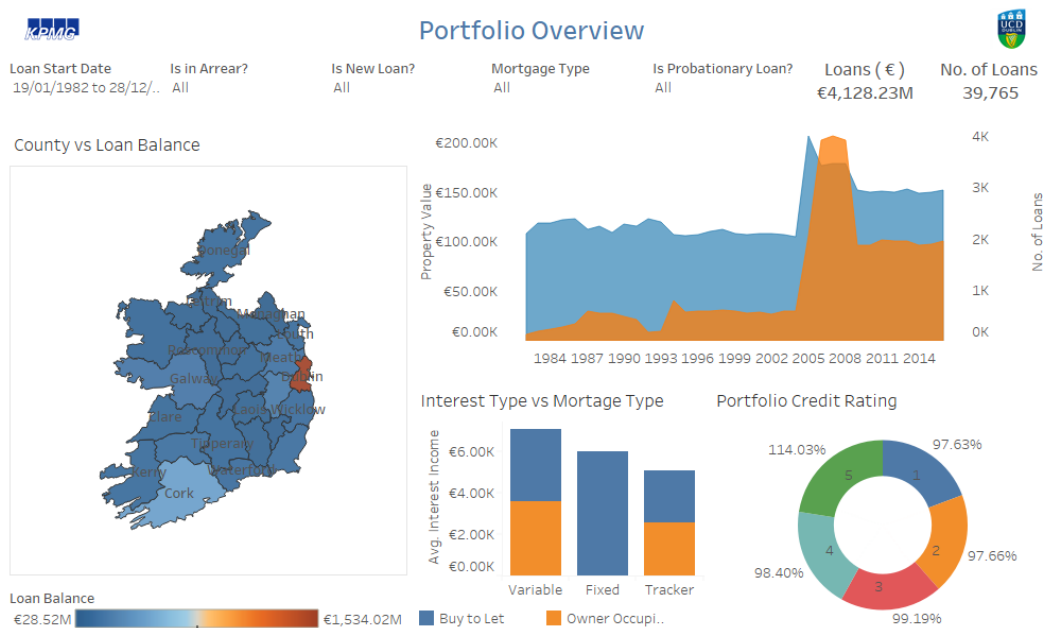 KPMG
Portfolio Overview
UCD
DUBLIN
Loan Start Date
Is in Arrear?
Is New Loan?
Mortgage Type
Is Probationary Loan?
Loans ( € )
No. of Loans
19/01/1982 to 28/12/..
All
All
All
All
€4,128.23M
39,765
County vs Loan Balance
Donegal
Leitrim
Monaghan
Louth
Roscommon
Meath
Galway
Dublin
Clare
Laois
Wicklow
Tipperary
Kerry
Waterford
Cork
Loan Balance
€28.52M
€1,534.02M
Property Value
€200.00K
€150.00K
€100.00K
€50.00K
€0.00K
4K
3K
2K
1K
0K
No. of Loans
1984 1987 1990 1993 1996 1999 2002 2005 2008 2011 2014
Interest Type vs Mortage Type
Avg. Interest Income
€6.00K
€4.00K
€2.00K
€0.00K
Variable
Fixed
Tracker
Buy to Let
Owner Occupi..
Portfolio Credit Rating
114.03%
97.63%
5
1
4
2
98.40%
97.66%
3
99.19%